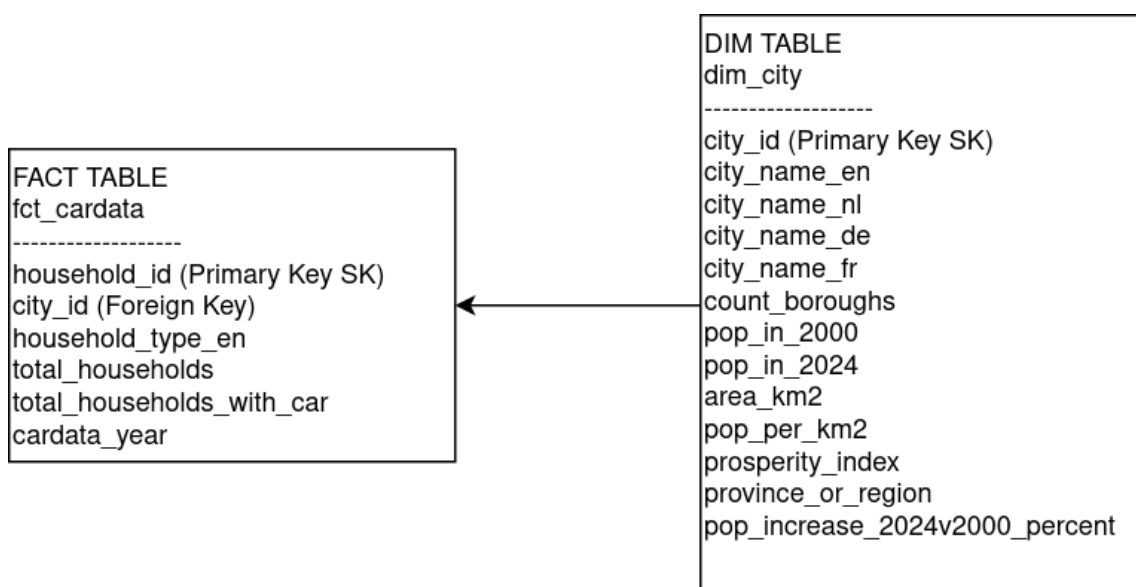 FACT TABLE
fct_cardata
-------------------
household_id (Primary Key SK)
city_id (Foreign Key)
household_type_en
total_households
total_households_with_car
cardata_year
DIM TABLE
dim_city
-------------------
city_id (Primary Key SK)
city_name_en
city_name_nl
city_name_de
city_name_fr
count_boroughs
pop_in_2000
pop_in_2024
area_km2
pop_per_km2
prosperity_index
province_or_region
pop_increase_2024v2000_percent